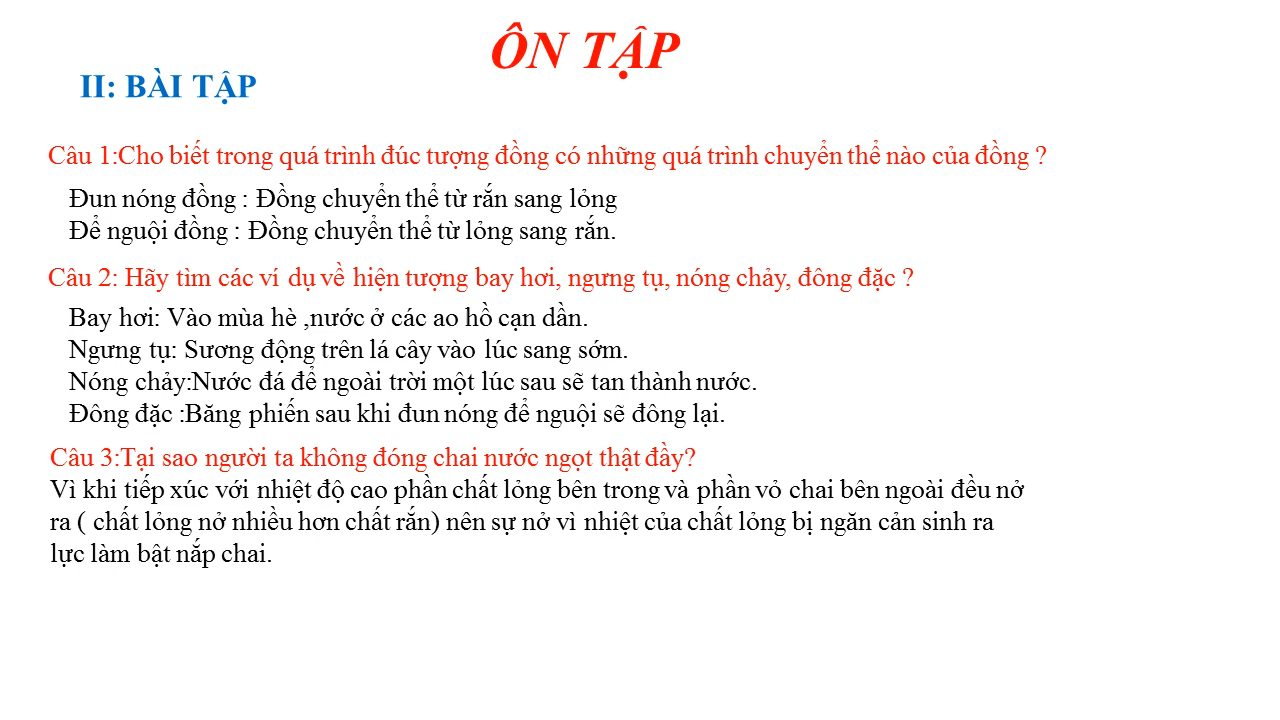 ÔN TẬP
II: BÀI TẬP
Câu 1:Cho biết trong quá trình đúc tượng đồng có những quá trình chuyển thể nào của đồng ?
Đun nóng đồng : Đồng chuyển thể từ rắn sang lỏng
Để nguội đồng : Đồng chuyển thể từ lỏng sang rắn.
Câu 2: Hãy tìm các ví dụ về hiện tượng bay hơi, ngưng tụ, nóng chảy, đông đặc ?
Bay hơi: Vào mùa hè ,nước ở các ao hồ cạn dần.
Ngưng tụ: Sương động trên lá cây vào lúc sang sớm.
Nóng chảy:Nước đá để ngoài trời một lúc sau sẽ tan thành nước.
Đông đặc :Băng phiến sau khi đun nóng để nguội sẽ đông lại.
Câu 3:Tại sao người ta không đóng chai nước ngọt thật đầy?
Vì khi tiếp xúc với nhiệt độ cao phần chất lỏng bên trong và phần vỏ chai bên ngoài đều nở
ra ( chất lỏng nở nhiều hơn chất rắn) nên sự nở vì nhiệt của chất lỏng bị ngăn cản sinh ra
lực làm bật nắp chai.